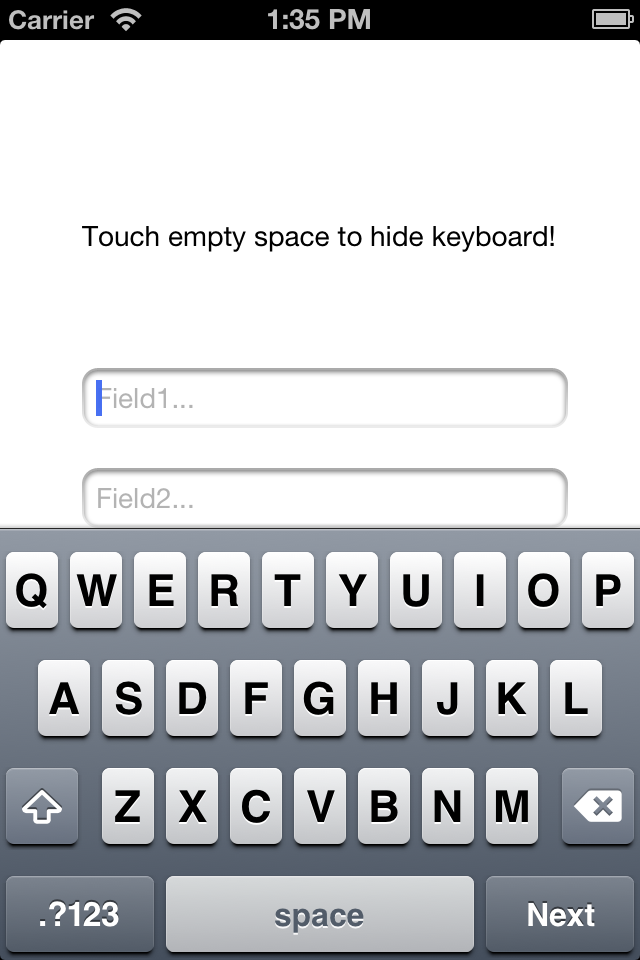 Carrier 1:35 PM
Touch empty space to hide keyboard!
Field1...
Field2...
Q W E R T Y U I O P
A S D F G H J K L
Z X C V B N M
.?123 space Next